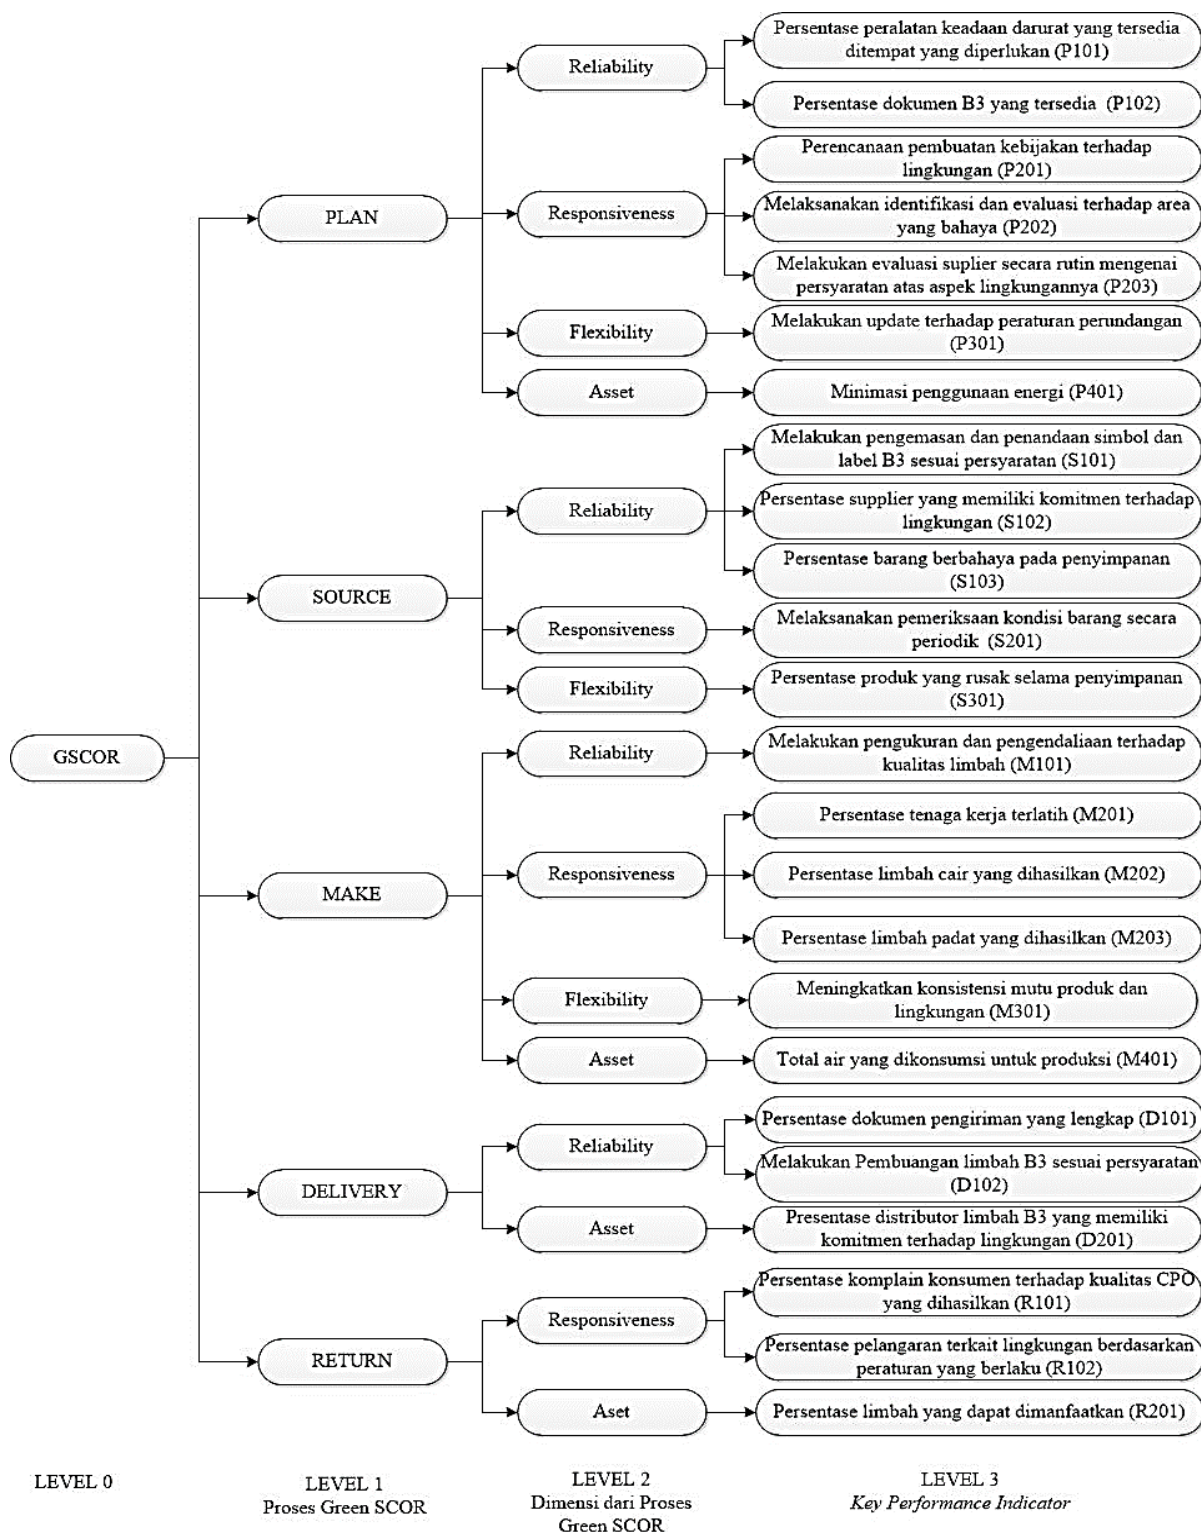 GSCOR
PLAN
Reliability
Persentase peralatan keadaan darurat yang tersedia
ditempat yang diperlukan (P101)
Persentase dokumen B3 yang tersedia (P102)
Responsiveness
Perencanaan pembuatan kebijakan terhadap
lingkungan (P201)
Melaksanakan identifikasi dan evaluasi terhadap area
yang bahaya (P202)
Melakukan evaluasi suplier secara rutin mengenai
persyaratan atas aspek lingkungannya (P203)
Flexibility
Melakukan update terhadap peraturan perundangan
(P301)
Asset
Minimasi penggunaan energi (P401)
SOURCE
Reliability
Melakukan pengemasan dan penandaan simbol dan
label B3 sesuai persyaratan (S101)
Persentase supplier yang memiliki komitmen terhadap
lingkungan (S102)
Persentase barang berbahaya pada penyimpanan
(S103)
Responsiveness
Melaksanakan pemeriksaan kondisi barang secara
periodik (S201)
Flexibility
Persentase produk yang rusak selama penyimpanan
(S301)
MAKE
Reliability
Melakukan pengukuran dan pengendaliaan terhadap
kualitas limbah (M101)
Responsiveness
Persentase tenaga kerja terlatih (M201)
Persentase limbah cair yang dihasilkan (M202)
Persentase limbah padat yang dihasilkan (M203)
Flexibility
Meningkatkan konsistensi mutu produk dan
lingkungan (M301)
Asset
Total air yang dikonsumsi untuk produksi (M401)
DELIVERY
Reliability
Persentase dokumen pengiriman yang lengkap (D101)
Melakukan Pembuangan limbah B3 sesuai persyaratan
(D102)
Asset
Presentase distributor limbah B3 yang memiliki
komitmen terhadap lingkungan (D201)
RETURN
Responsiveness
Persentase komplain konsumen terhadap kualitas CPO
yang dihasilkan (R101)
Persentase pelangaran terkait lingkungan berdasarkan
peraturan yang berlaku (R102)
Aset
Persentase limbah yang dapat dimanfaatkan (R201)
LEVEL 0
LEVEL 1
Proses Green SCOR
LEVEL 2
Dimensi dari Proses
Green SCOR
LEVEL 3
Key Performance Indicator